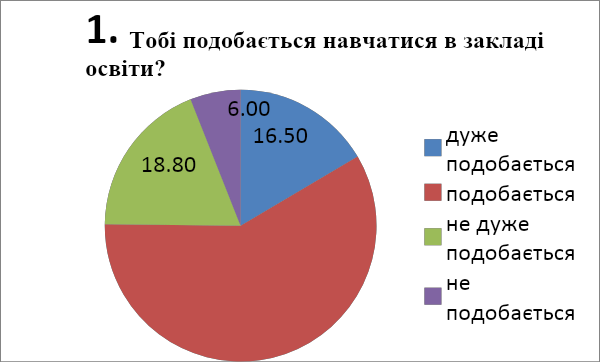 1. Тобі подобається навчатися в закладі
освіти?
6.00
16.50
18.80
дуже
подобається
подобається
не дуже
подобається
не
подобається